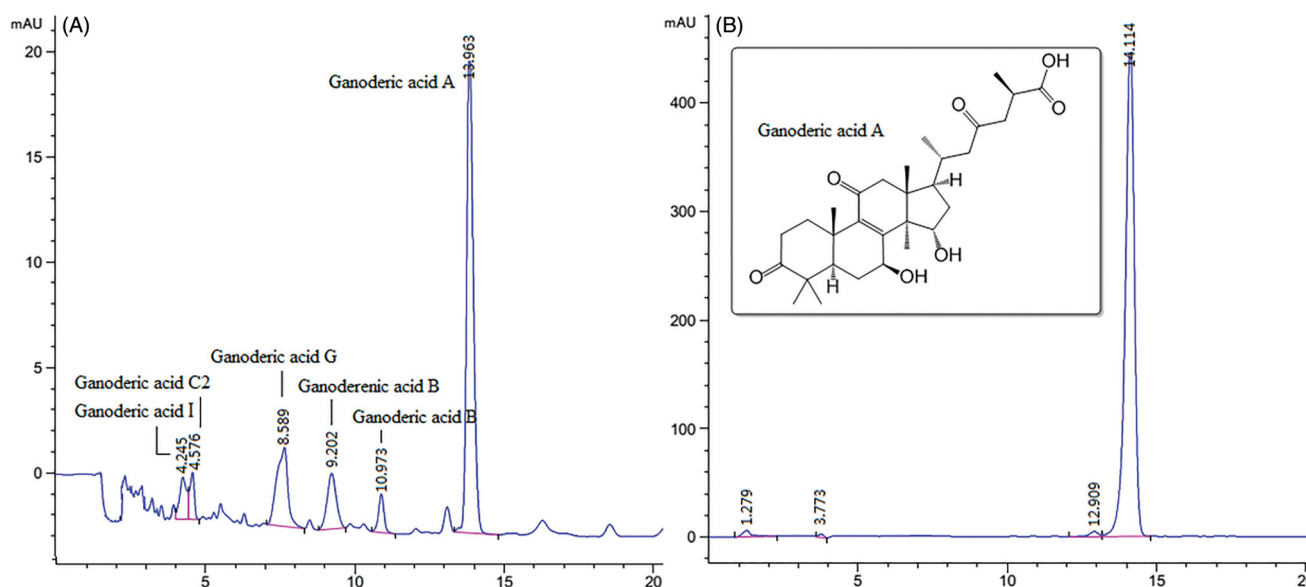 mAU
(A)
20
15
10
5
0
Ganoderic acid A
13.963
Ganoderic acid G
Ganoderic acid C2
Ganoderenic acid B
Ganoderic acid I
Ganoderic acid B
4.245
4.576
8.589
9.202
10.973
5
10
15
20
mAU
(B)
400
300
200
100
0
14.114
Ganoderic acid A
OH
O
O
O
H
OH
O
H
OH
1.279
3.773
12.909
5
10
15